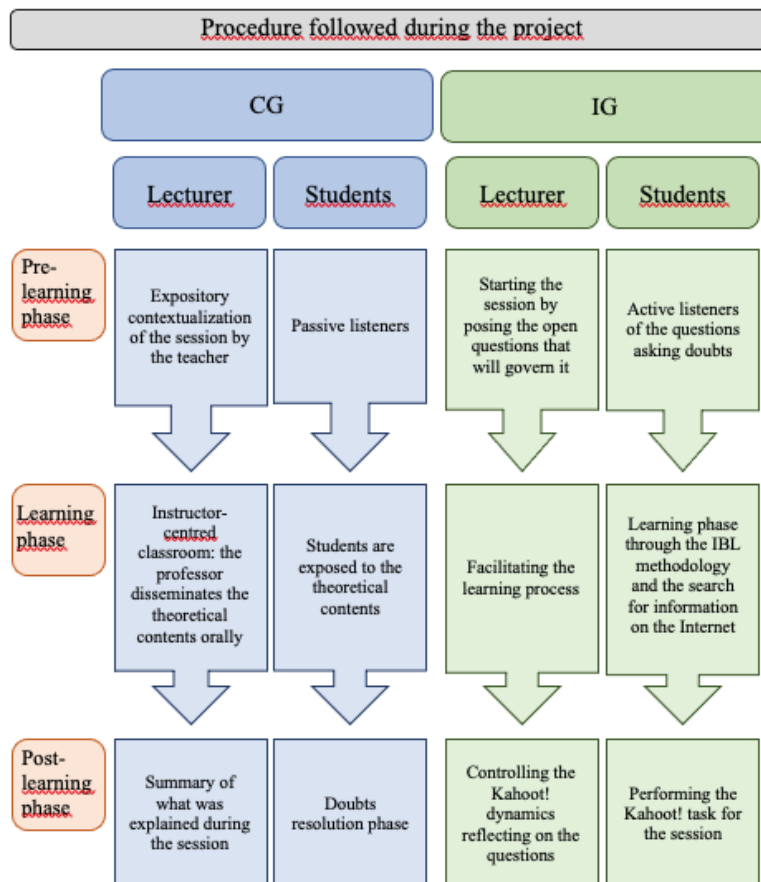 Procedure followed during the project
CG
IG
Lecturer
Students
Lecturer
Students
Pre-
learning
phase
Expository
contextualization
of the session by
the teacher
Passive listeners
Starting the
session by
posing the open
questions that
will govern it
Active listeners
of the questions
asking doubts
Learning
phase
Instructor-
centred
classroom: the
professor
disseminates the
theoretical
contents orally
Students are
exposed to the
theoretical
contents
Facilitating the
learning process
Learning phase
through the IBL
methodology
and the search
for information
on the Internet
Post-
learning
phase
Summary of
what was
explained during
the session
Doubts
resolution phase
Controlling the
Kahoot!
dynamics
reflecting on the
questions
Performing the
Kahoot! task for
the session